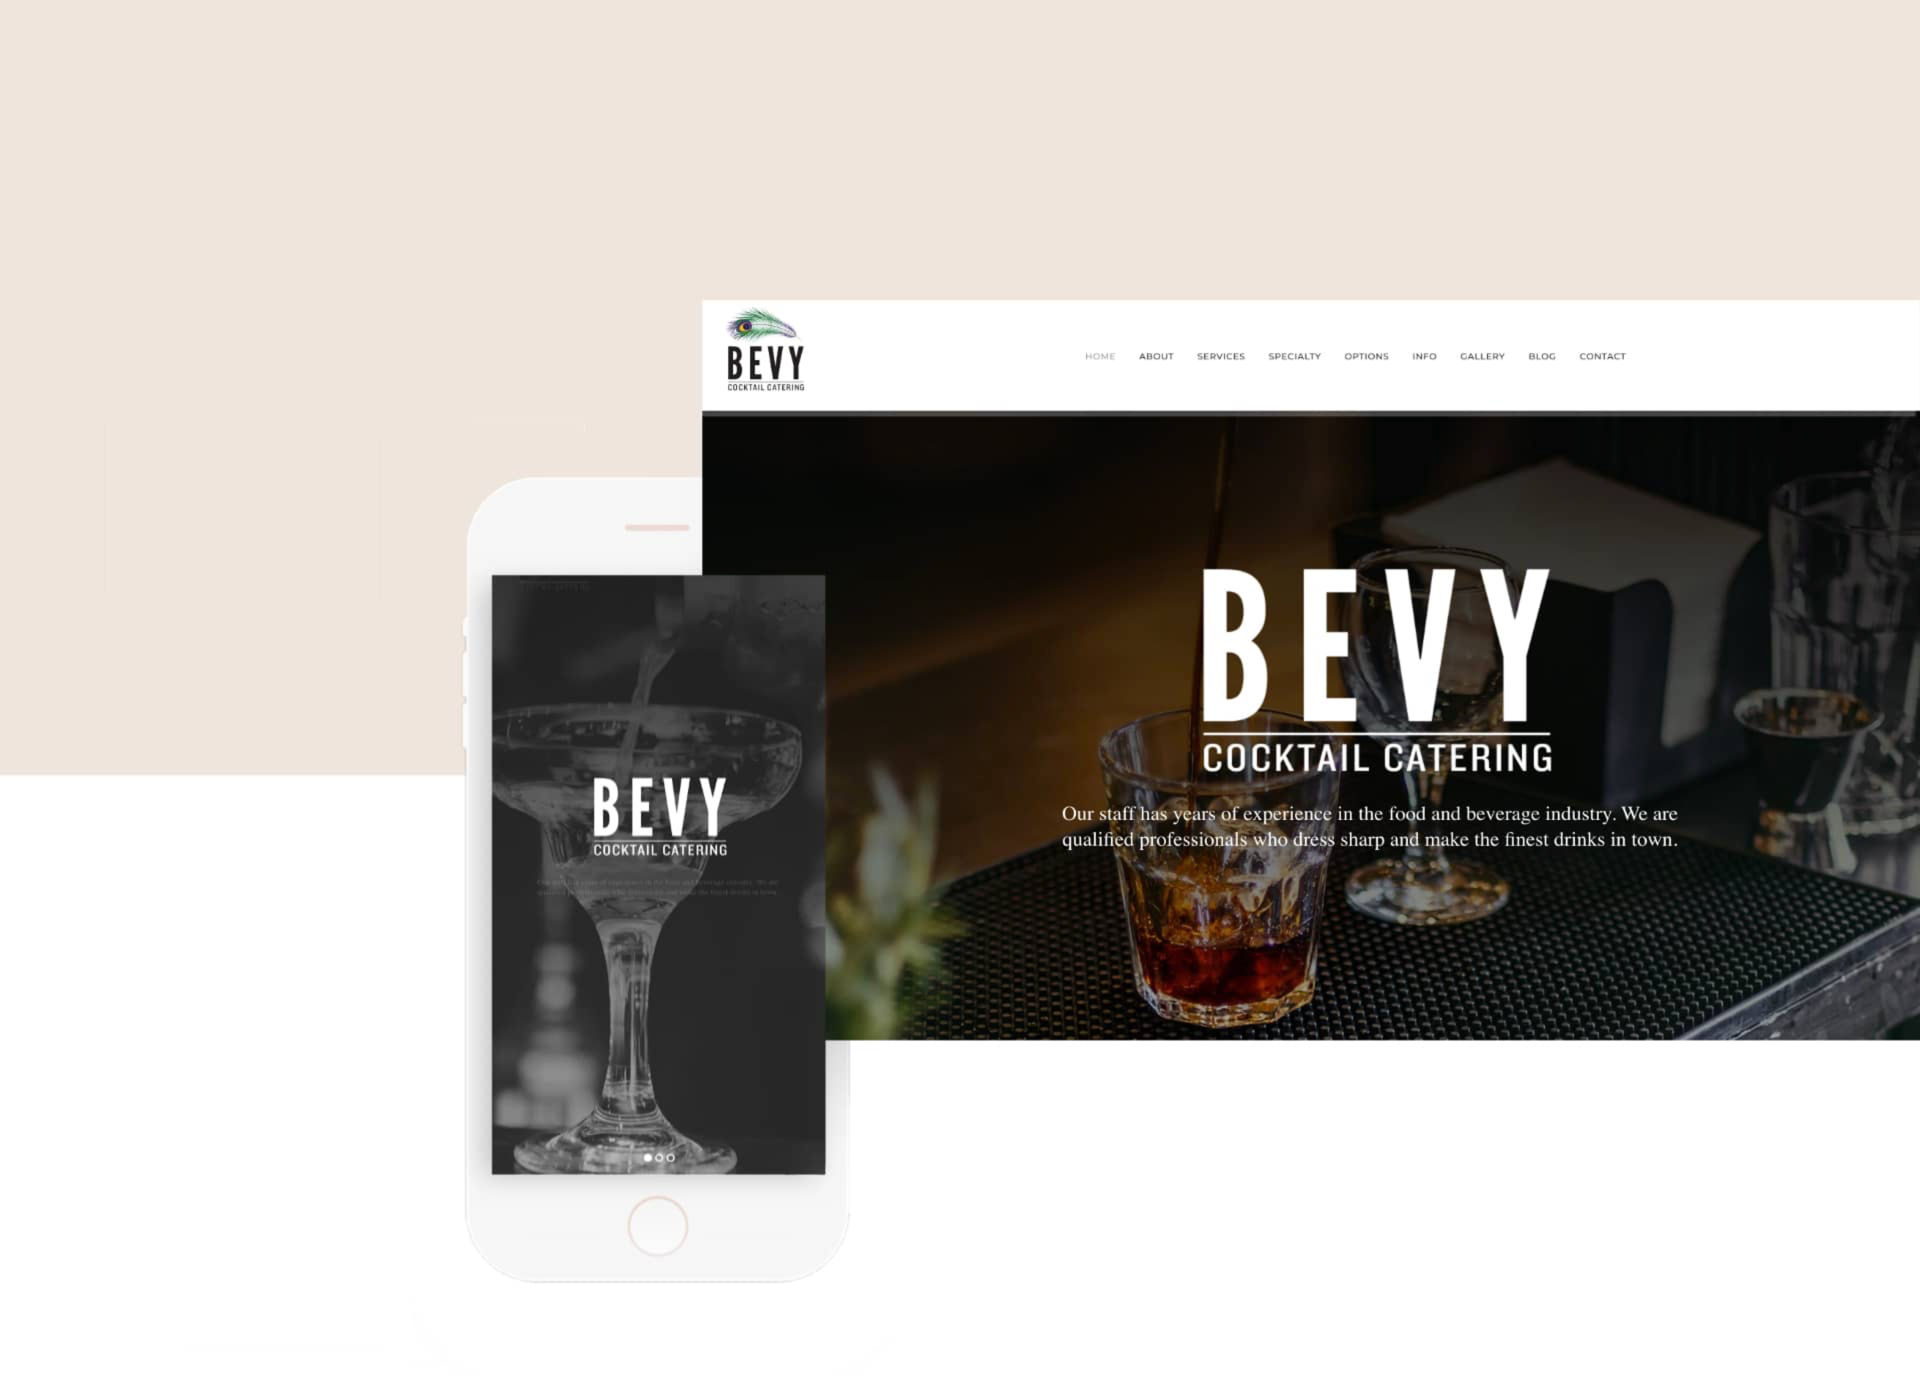 BEVY
COCKTAIL CATERING
HOME ABOUT SERVICES SPECIALTY OPTIONS INFO GALLERY BLOG CONTACT
BEVY
COCKTAIL CATERING
Our staff has years of experience in the food and beverage industry. We are
qualified professionals who dress sharp and make the finest drinks in town.
BEVY
COCKTAIL CATERING